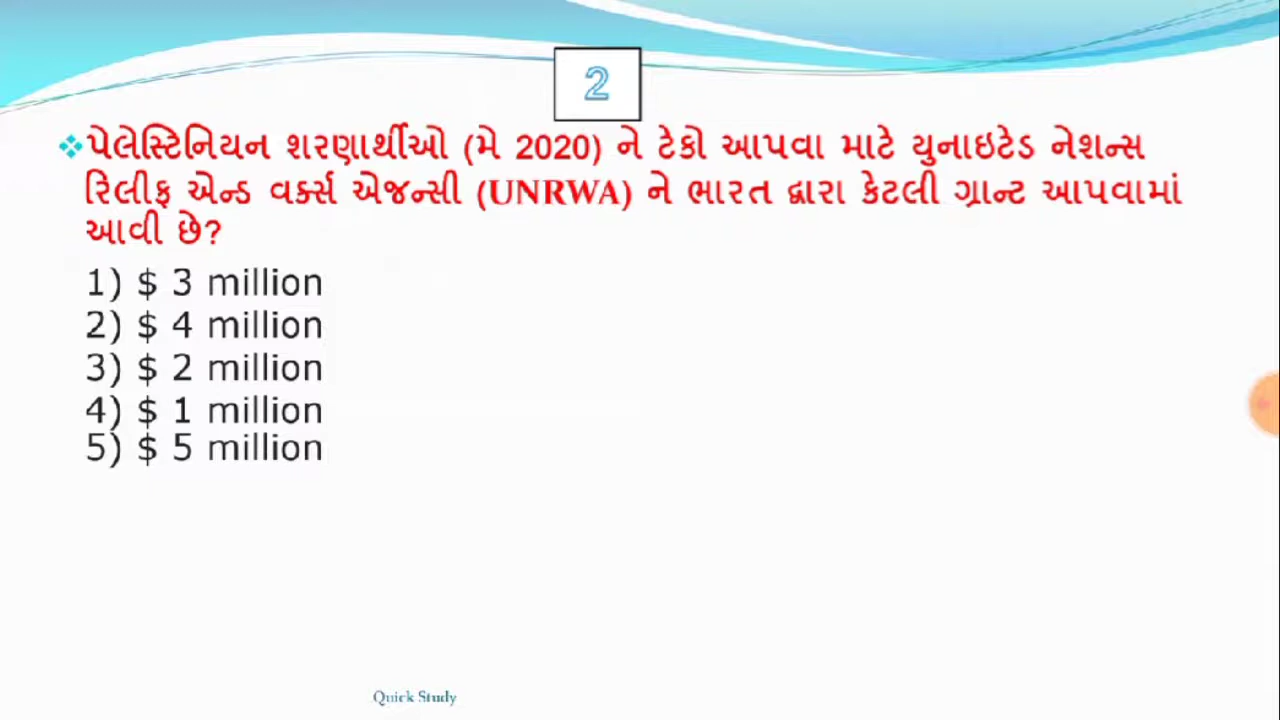 2
પેલેસ્ટિનિયન શરણાર્થીઓ (મે 2020) ને ટેકો આપવા માટે યુનાઇટેડ નેશન્સ
રિલીફ એન્ડ વર્ક્સ એજન્સી (UNRWA) ને ભારત દ્વારા કેટલી ગ્રાન્ટ આપવામાં
આવી છે?
1) $ 3 million
2) $ 4 million
3) $ 2 million
4) $ 1 million
5) $ 5 million
Quick Study